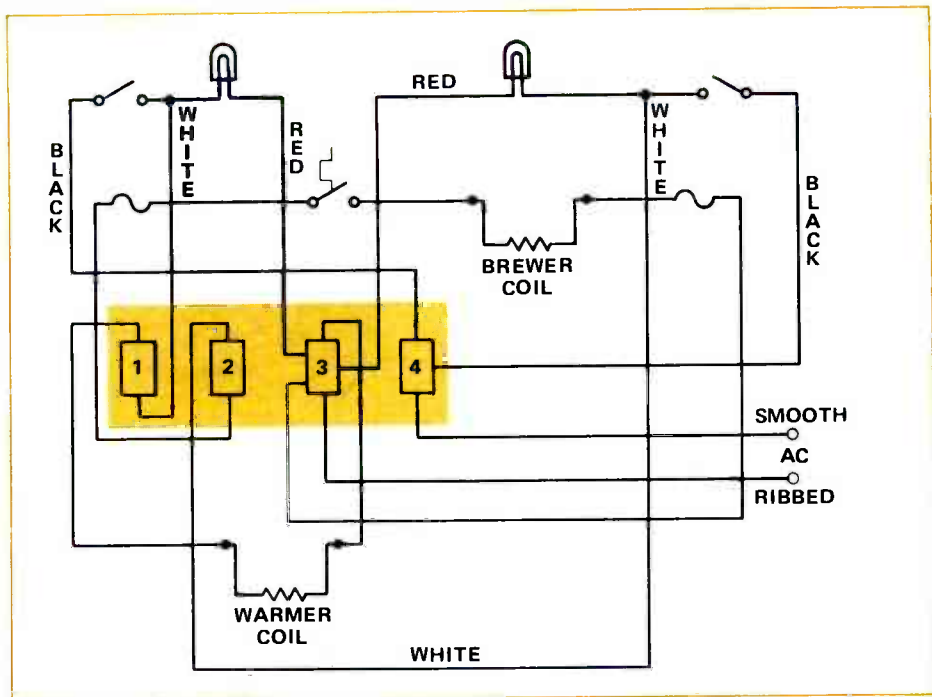 RED
BLACK
WHITE
RED
WHITE
BLACK
BREWER
COIL
1
2
3
4
SMOOTH
AC
RIBBED
WARMER
COIL
WHITE